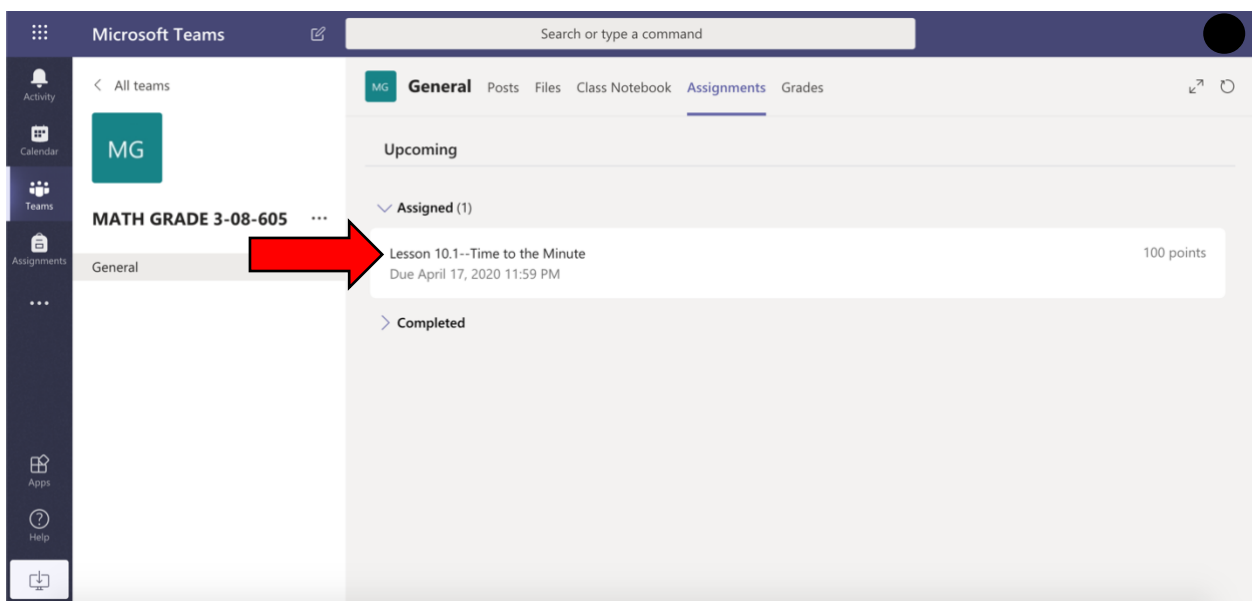 Microsoft Teams
Search or type a command
Activity
Calendar
Teams
Assignments
Apps
Help
All teams
MG
MATH GRADE 3-08-605 ...
General
MG General Posts Files Class Notebook Assignments Grades
Upcoming
Assigned (1)
Lesson 10.1--Time to the Minute 100 points
Due April 17, 2020 11:59 PM
Completed